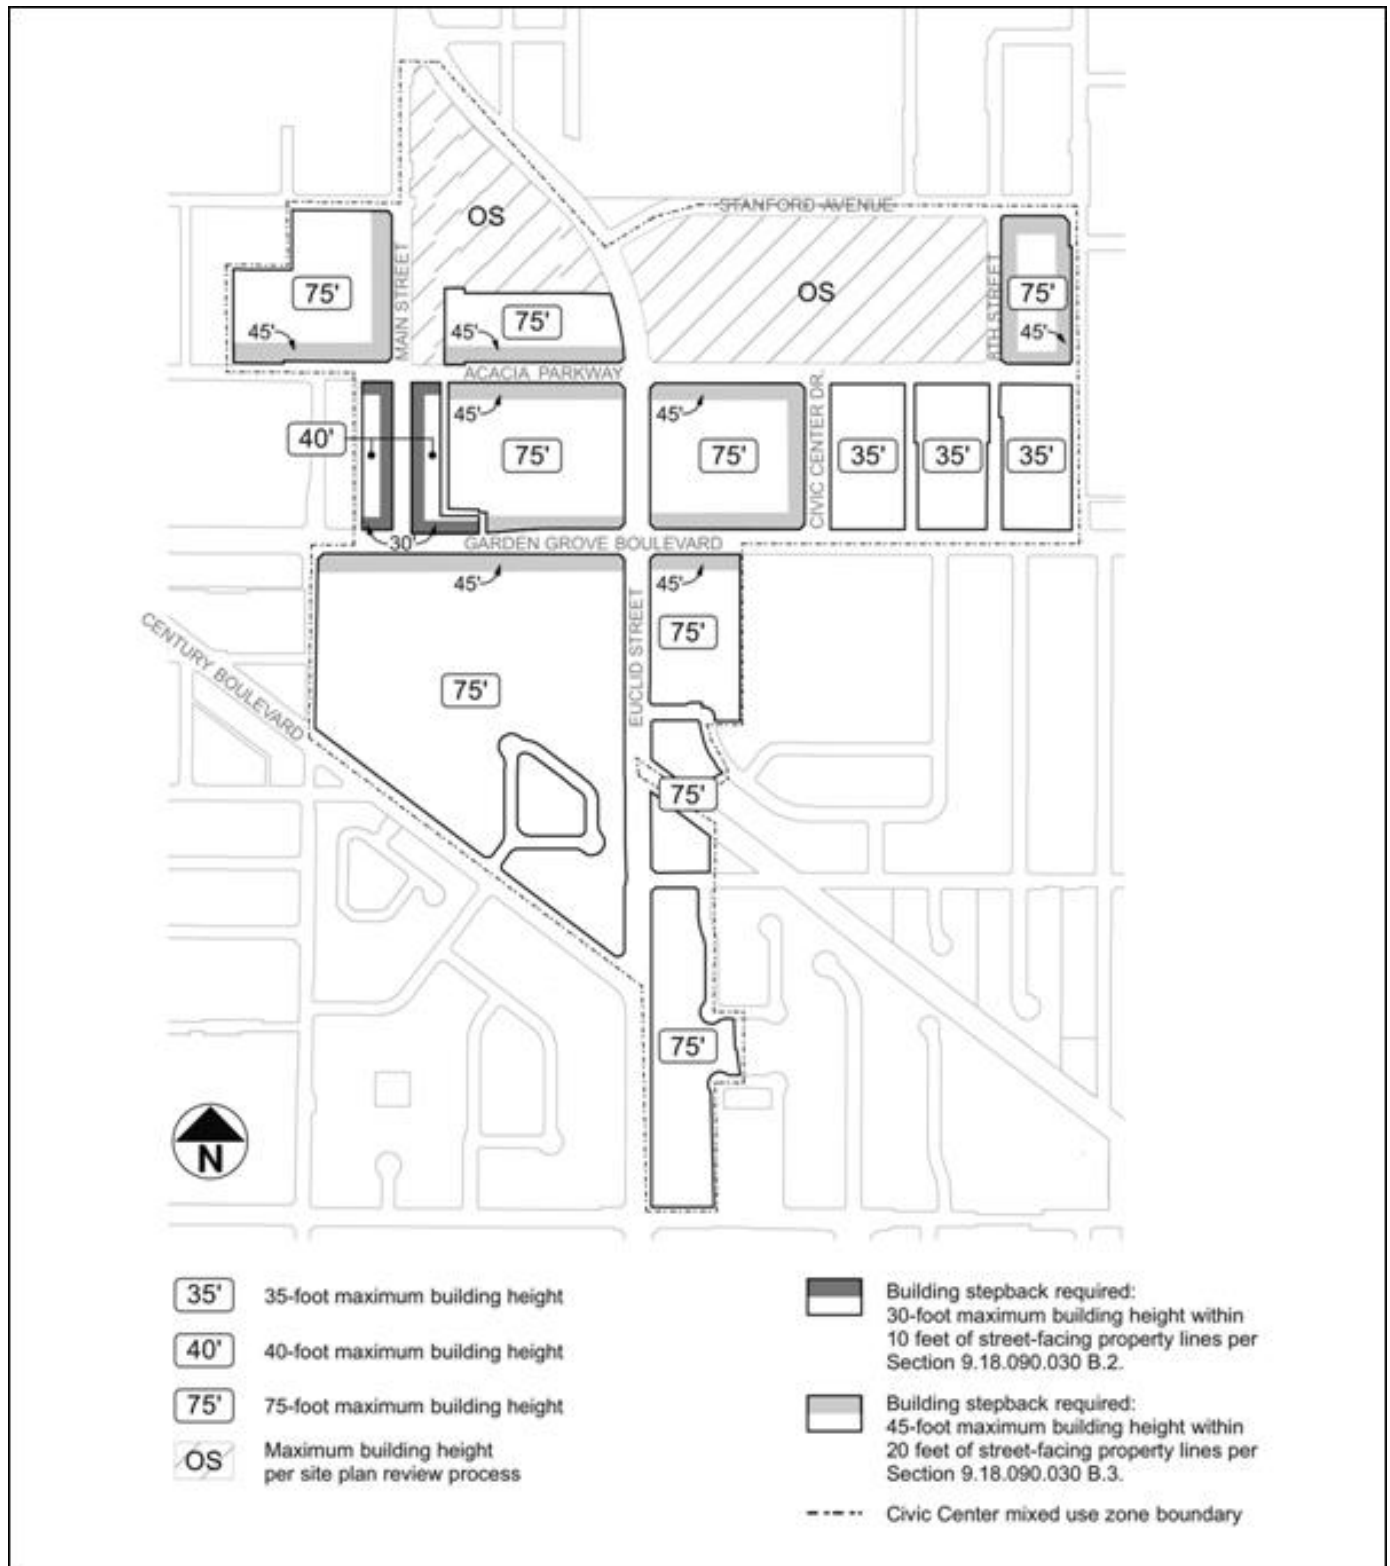 OS
STANFORD AVENUE
75'
MAIN STREET
45'
75'
45'
OS
8TH STREET
75'
45'
ACACIA PARKWAY
40'
45'
75'
45'
75'
CIVIC CENTER DR.
35'
35'
35'
30'
GARDEN GROVE BOULEVARD
45'
45'
CENTURY BOULEVARD
75'
EUCLID STREET
75'
75'
75'
N
35'
35-foot maximum building height
40'
40-foot maximum building height
75'
75-foot maximum building height
OS
Maximum building height
per site plan review process
Building stepback required:
30-foot maximum building height within
10 feet of street-facing property lines per
Section 9.18.090.030 B.2.
Building stepback required:
45-foot maximum building height within
20 feet of street-facing property lines per
Section 9.18.090.030 B.3.
Civic Center mixed use zone boundary